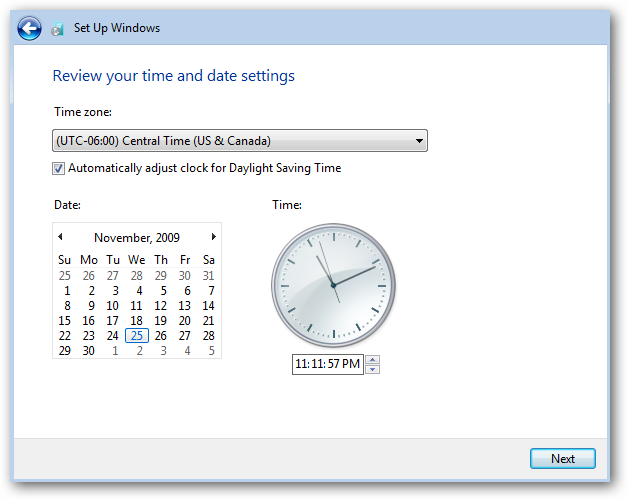 Set Up Windows
Review your time and date settings
Time zone:
(UTC-06:00) Central Time (US & Canada)
Automatically adjust clock for Daylight Saving Time
Date:
Time:
November, 2009
Su Mo Tu We Th Fr Sa
25 26 27 28 29 30 31
1 2 3 4 5 6 7
8 9 10 11 12 13 14
15 16 17 18 19 20 21
22 23 24 25 26 27 28
29 30 1 2 3 4 5
11:11:57 PM
Next